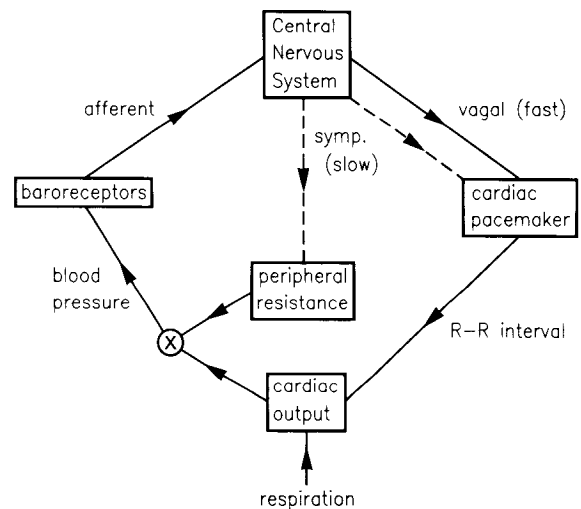 Central
Nervous
System
afferent
vagal (fast)
symp.
(slow)
baroreceptors
cardiac
pacemaker
blood
pressure
peripheral
resistance
R-R interval
X
cardiac
output
respiration